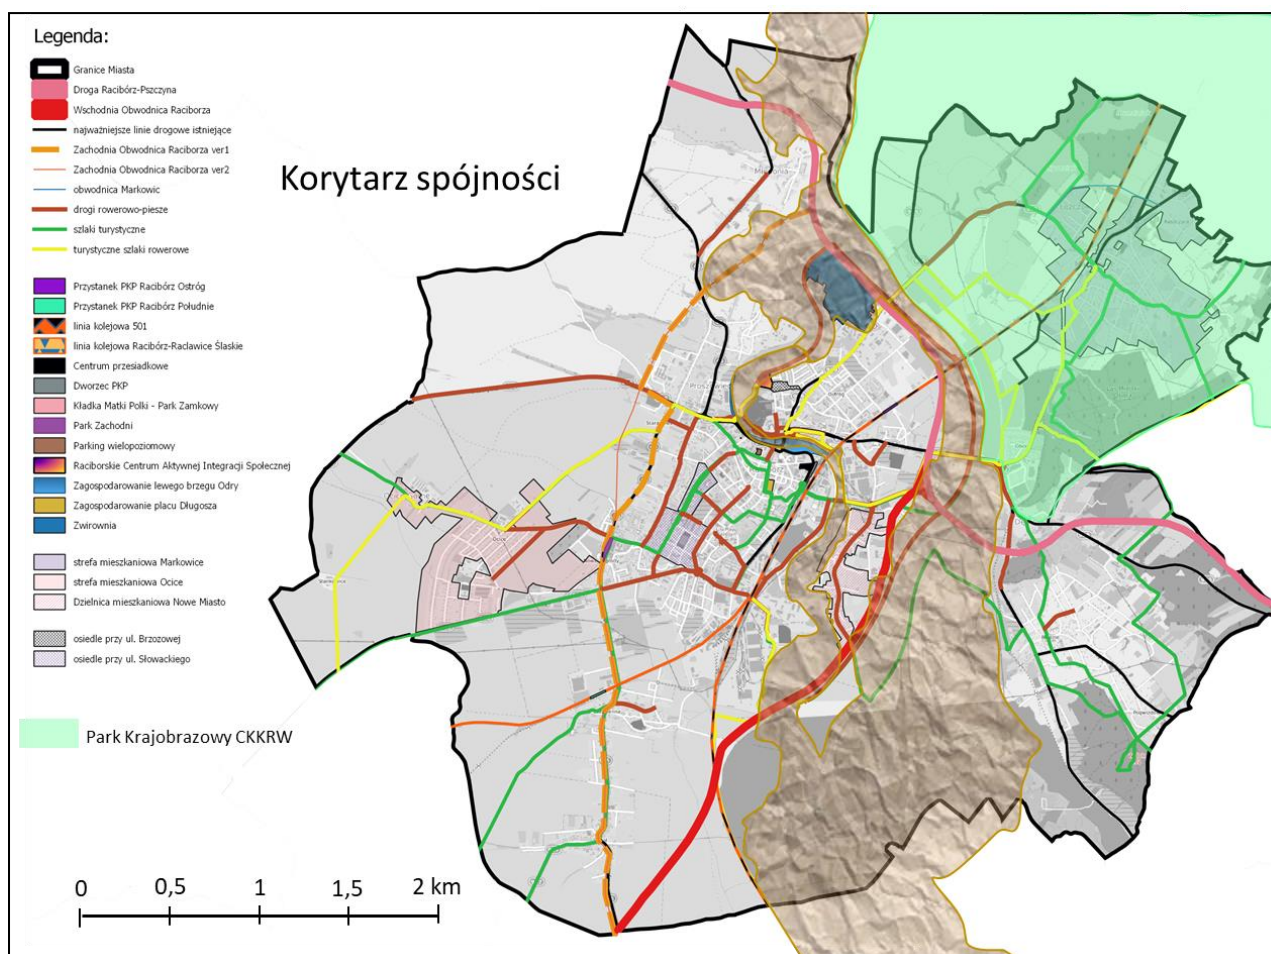 Legenda:
Granice Miasta
Droga Racibórz-Pszczyna
Wschodnia Obwodnica Raciborza
najważniejsze linie drogowe istniejące
Zachodnia Obwodnica Raciborza ver1
Zachodnia Obwodnica Raciborza ver2
obwodnica Markowic
drogi rowerowo-piesze
szlaki turystyczne
turystyczne szlaki rowerowe
Korytarz spójności
Przystanek PKP Racibórz Ostróg
Przystanek PKP Racibórz Południe
linia kolejowa 501
linia kolejowa Racibórz-Racławice Ślaskie
Centrum przesiadkowe
Dworzec PKP
Kładka Matki Polki - Park Zamkowy
Park Zachodni
Parking wielopoziomowy
Raciborskie Centrum Aktywnej Integracji Społecznej
Zagospodarowanie lewego brzegu Odry
Zagospodarowanie placu Długosza
Zwirownia
strefa mieszkaniowa Markowice
strefa mieszkaniowa Ocice
Dzielnica mieszkaniowa Nowe Miasto
osiedle przy ul. Brzozowej
osiedle przy ul. Słowackiego
Park Krajobrazowy CKKRW
Ocice
0 0,5 1 1,5 2 km